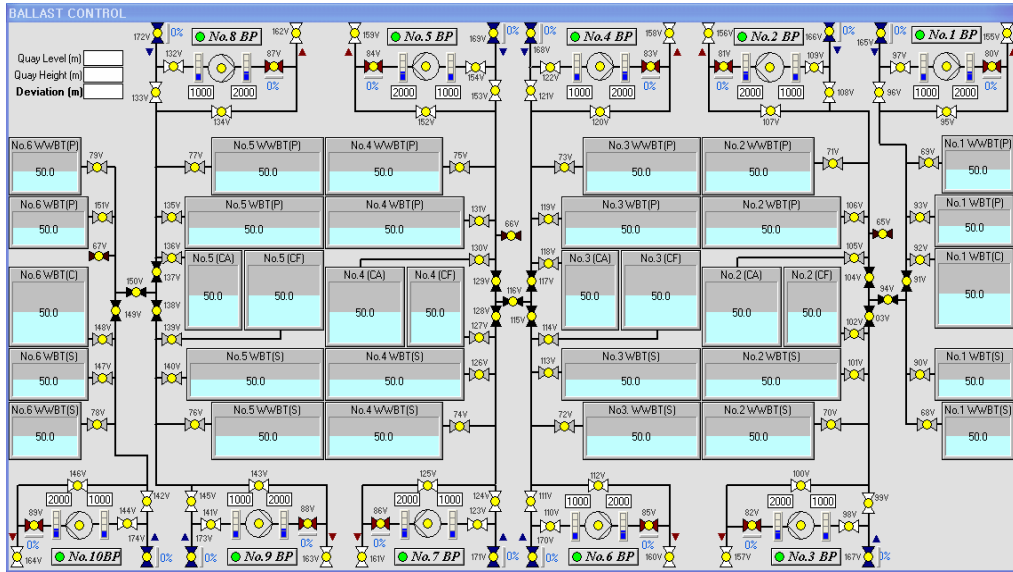 BALLAST CONTROL
172V 0% No.8 BP 162V 159V No.5 BP 169V 0% 168V 0% No.4 BP 158V 156V No.2 BP 166V 0% 165V 0% No.1 BP 155V
Quay Level (m)
Quay Height (m)
Deviation (m)
132V 87V 84V 154V 122V 83V 81V 109V 97V 80V
133V 1000 2000 0% 0% 2000 1000 153V 121V 1000 2000 0% 0% 2000 1000 108V 96V 1000 2000 0%
134V 152V 120V 107V 95V
No.6 WWBT(P) 79V 77V No.5 WWBT(P) No.4 WWBT(P) 75V 73V No.3 WWBT(P) No.2 WWBT(P) 71V 69V No.1 WWBT(P)
50.0 50.0 50.0 50.0 50.0 50.0
No.6 WBT(P) 151V 135V No.5 WBT(P) No.4 WBT(P) 131V 119V No.3 WBT(P) No.2 WBT(P) 106V 93V No.1 WBT(P)
50.0 50.0 50.0 50.0 50.0 50.0
67V 66V 65V
136V No.5 (CA) No.5 (CF) 130V 118V No.3 (CA) No.3 (CF) 105V 92V No.1 WBT(C)
No.6 WBT(C) 137V No.4 (CA) No.4 (CF) 129V 117V No.2 (CA) No.2 (CF) 104V 91V
50.0 150V 50.0 50.0 50.0 50.0 116V 50.0 50.0 50.0 50.0 94V 50.0
149V 138V 128V 115V 03V
148V 139V 127V 114V 102V
No.6 WBT(S) 147V 140V No.5 WBT(S) No.4 WBT(S) 126V 113V No.3 WBT(S) No.2 WBT(S) 101V 90V No.1 WBT(S)
50.0 50.0 50.0 50.0 50.0 50.0
No.6 WWBT(S) 78V 76V No.5 WWBT(S) No.4 WWBT(S) 74V 72V No3. WWBT(S) No.2 WWBT(S) 70V 68V No.1 WWBT(S)
50.0 50.0 50.0 50.0 50.0 50.0
146V 143V 125V 112V 100V
2000 1000 142V 145V 1000 2000 2000 1000 124V 111V 1000 2000 2000 1000 99V
89V 144V 141V 88V 86V 123V 110V 85V 82V 98V
0% 174V 173V 0% 0% 170V 0% 0%
164V No.10BP 0% 0% No.9 BP 163V 161V No.7 BP 171V 0% 0% No.6 BP 160V 157V No.3 BP 167V 0%